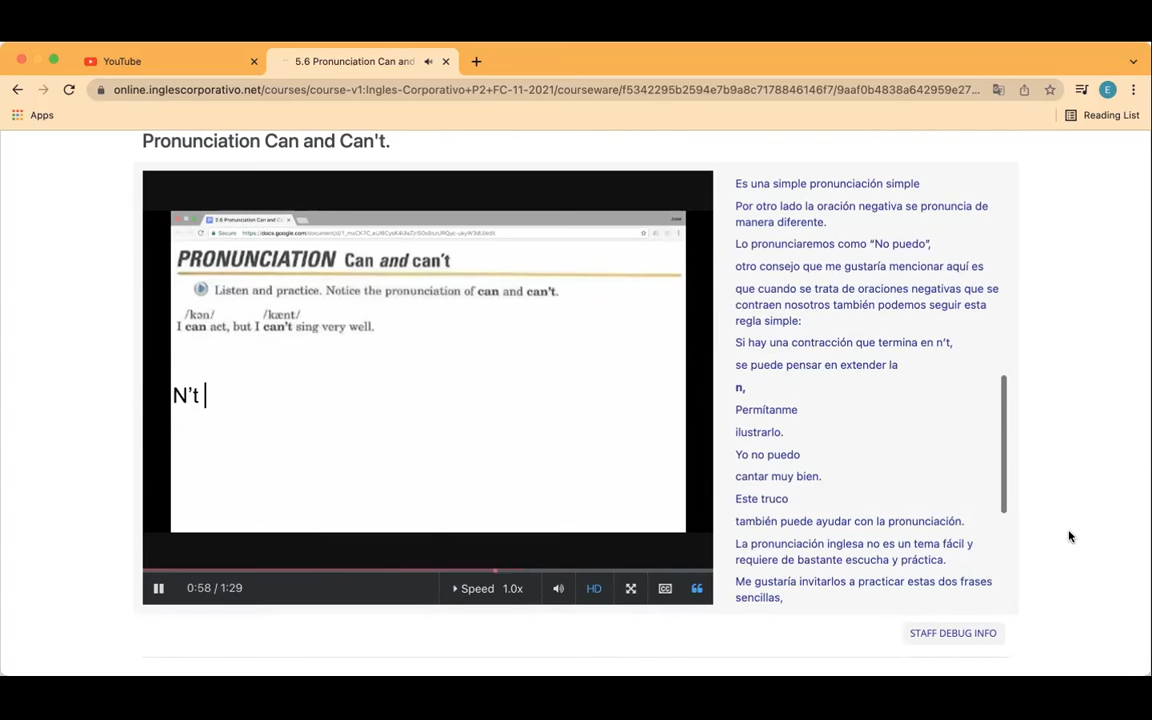 YouTube
5.6 Pronunciation Can and
online.inglescorporativo.net/courses/course-v1:Ingles-Corporativo+P2+FC-11-2021/courseware/f5342295b2594e7b9a8c7178846146f7/9aaf0b4838a642959e27...
E
Apps
Reading List
Pronunciation Can and Can't.
PRONUNCIATION Can and can't
Listen and practice. Notice the pronunciation of can and can't.
/kən/ /kænt/
I can act, but I can't sing very well.
N't
0:58 / 1:29
Speed 1.0x
HD
Es una simple pronunciación simple
Por otro lado la oración negativa se pronuncia de
manera diferente.
Lo pronunciaremos como “No puedo”,
otro consejo que me gustaría mencionar aquí es
que cuando se trata de oraciones negativas que se
contraen nosotros también podemos seguir esta
regla simple:
Si hay una contracción que termina en n’t,
se puede pensar en extender la
n,
Permítanme
ilustrarlo.
Yo no puedo
cantar muy bien.
Este truco
también puede ayudar con la pronunciación.
La pronunciación inglesa no es un tema fácil y
requiere de bastante escucha y práctica.
Me gustaría invitarlos a practicar estas dos frases
sencillas,
STAFF DEBUG INFO